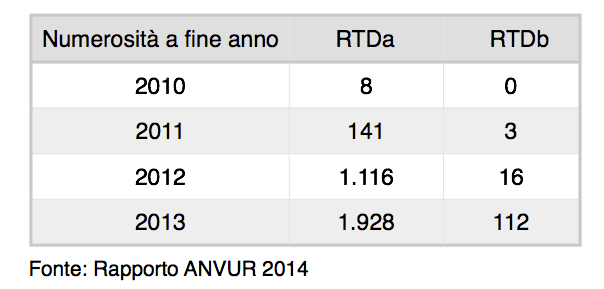 Numerosità a fine anno RTDa RTDb
2010 8 0
2011 141 3
2012 1.116 16
2013 1.928 112
Fonte: Rapporto ANVUR 2014